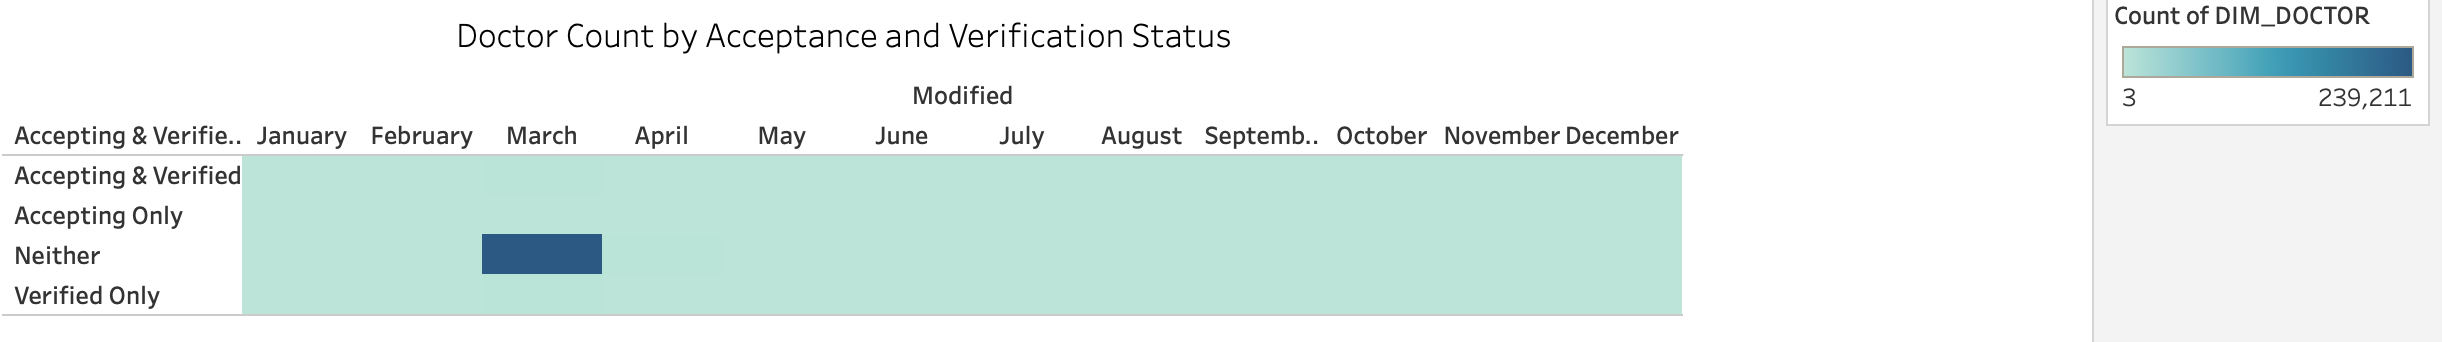 Doctor Count by Acceptance and Verification Status
Modified
Accepting & Verifie.. January February March April May June July August Septemb.. October November December
Accepting & Verified
Accepting Only
Neither
Verified Only
Count of DIM_DOCTOR
3 239,211